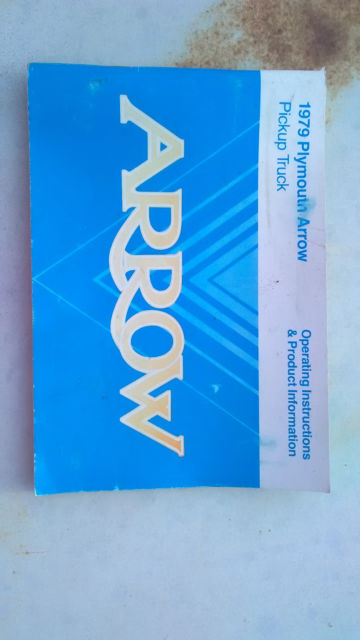 1979 Plymouth Arrow
Pickup Truck
Operating Instructions
& Product Information
ARROW